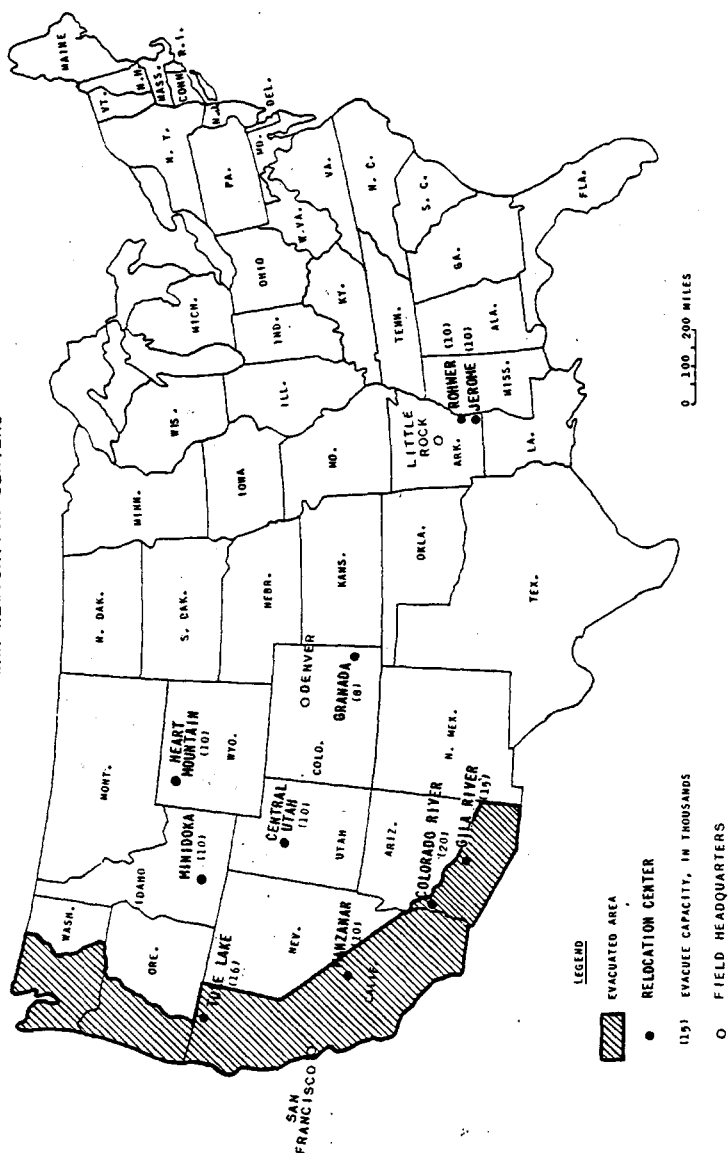 WAR RELOCATION CENTERS
WASH.
MONT.
N. DAK.
MINN.
MAINE
VT.
N.H.
MASS.
CONN.
R.I.
N. Y.
ORE.
IDAHO
MINIDOKA
(10)
HEART
MOUNTAIN
(10)
WYO.
S. DAK.
WIS.
MICH.
PA.
N.J.
DEL.
MD.
TULE LAKE
(16)
NEV.
CENTRAL
UTAH
(10)
UTAH
DENVER
COLO.
GRANADA
(8)
NEBR.
IOWA
ILL.
IND.
OHIO
W.VA.
VA.
SAN
FRANCISCO
MANZANAR
(10)
CALIF.
KANS.
MO.
KY.
N. C.
COLORADO RIVER
(20)
ARIZ.
GILA RIVER
(15)
N. MEX.
OKLA.
LITTLE
ROCK
ARK.
TENN.
S. C.
ROHWER (10)
JEROME (10)
MISS.
ALA.
GA.
TEX.
LA.
FLA.
LEGEND
EVACUATED AREA
RELOCATION CENTER
(15) EVACUEE CAPACITY, IN THOUSANDS
FIELD HEADQUARTERS
0 100 200 MILES